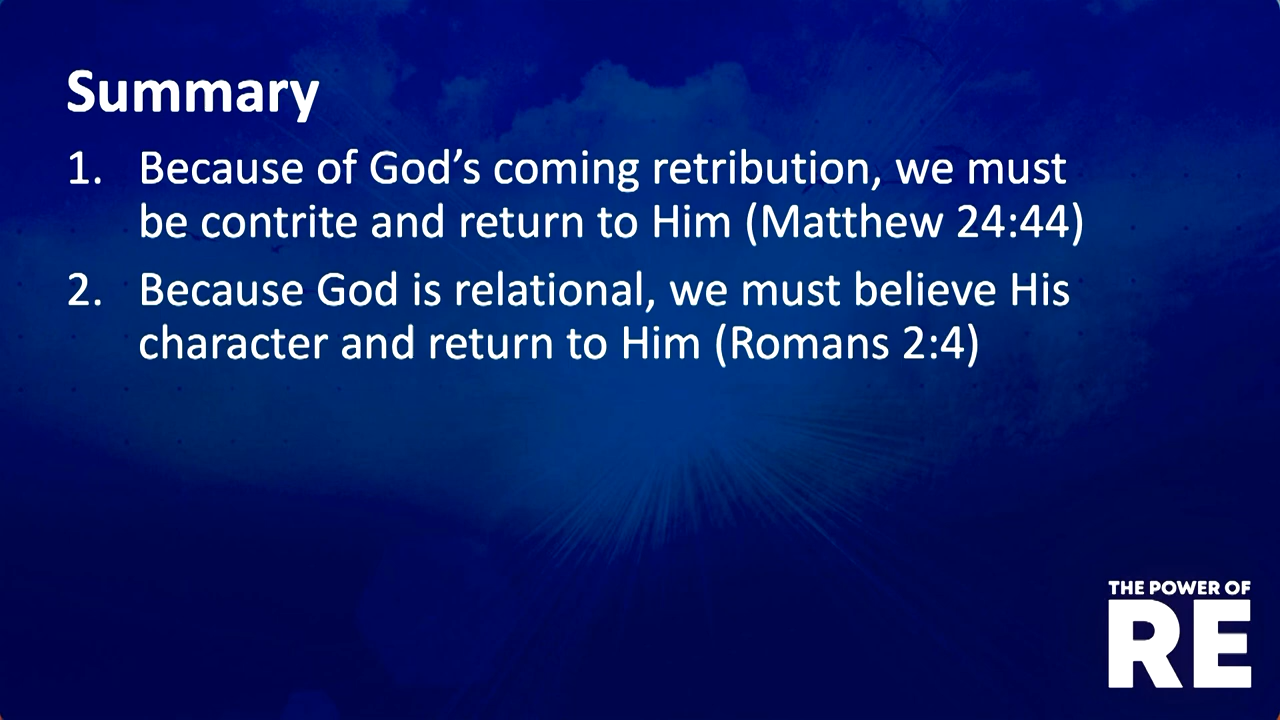 Summary
1. Because of God’s coming retribution, we must
be contrite and return to Him (Matthew 24:44)
2. Because God is relational, we must believe His
character and return to Him (Romans 2:4)
THE POWER OF
RE